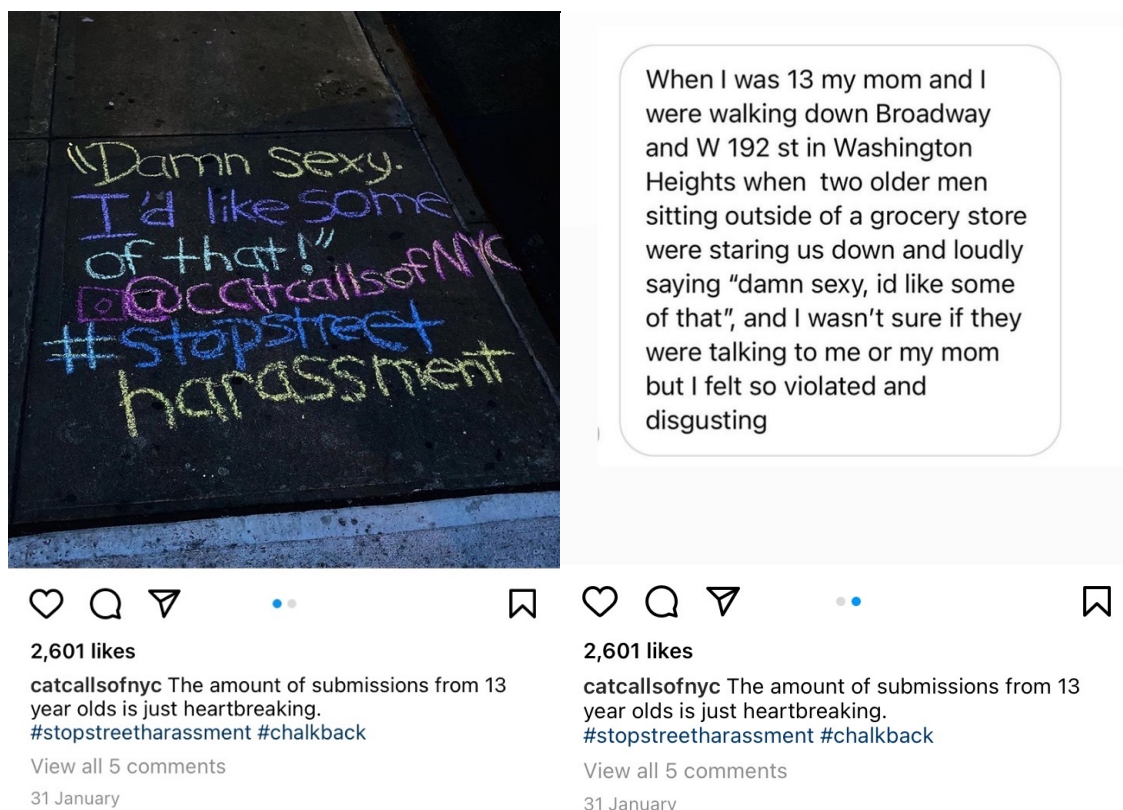 "Damn sexy.
I'd like some
of that!"
@catcallsofNYC
#stopstreet
harassment
2,601 likes
catcallsofnyc The amount of submissions from 13
year olds is just heartbreaking.
#stopstreetharassment #chalkback
View all 5 comments
31 January
When I was 13 my mom and I
were walking down Broadway
and W 192 st in Washington
Heights when two older men
sitting outside of a grocery store
were staring us down and loudly
saying “damn sexy, id like some
of that”, and I wasn’t sure if they
were talking to me or my mom
but I felt so violated and
disgusting
2,601 likes
catcallsofnyc The amount of submissions from 13
year olds is just heartbreaking.
#stopstreetharassment #chalkback
View all 5 comments
31 January